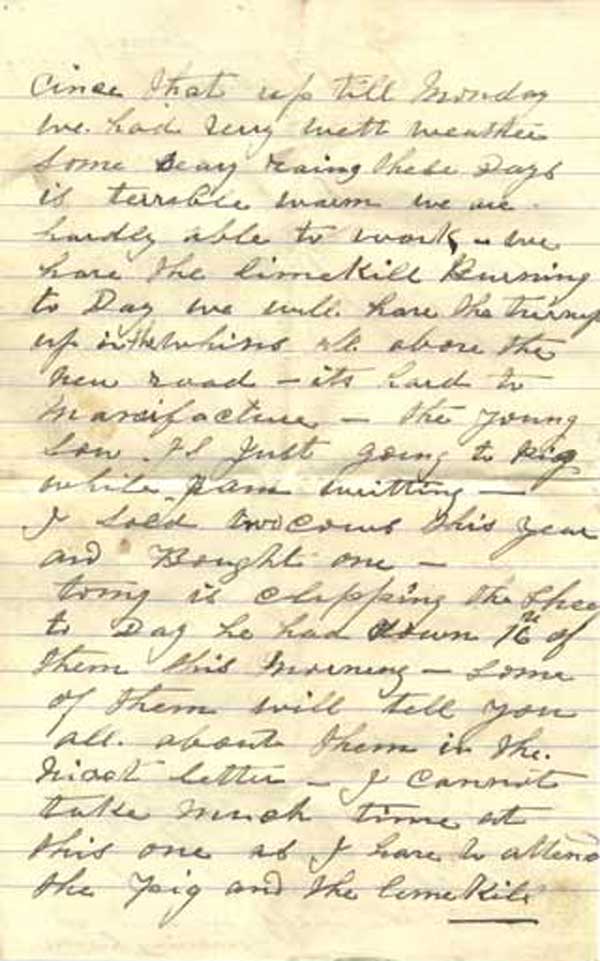 Cince that up till Monday
we had very wett weather
some heavy raing these Days
is terrible warm we are
hardly able to work, - we
have the limekill Burning
to Day we will have the turnips
up in the whins all above the
new road - its hard to
manifacture - the young
sow Is Just going to pig
while I am writting -
I sold two cows this year
and Bought one -
tony is clipping the shee
to Day he had down 16 of
them this Morning - some
of them will tell you
all about them in the
next letter - I cannot
take much time at
this one as I have to attend
the pig and the limeKill